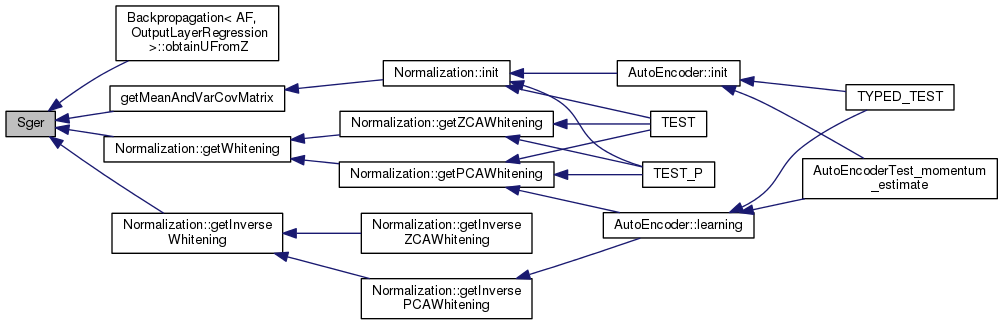 Backpropagation< AF,
OutputLayerRegression
>::obtainUFromZ
Sger
getMeanAndVarCovMatrix
Normalization::getWhitening
Normalization::getInverse
Whitening
Normalization::init
Normalization::getZCAWhitening
Normalization::getPCAWhitening
Normalization::getInverse
ZCAWhitening
Normalization::getInverse
PCAWhitening
AutoEncoder::init
TEST
TEST_P
AutoEncoder::learning
TYPED_TEST
AutoEncoderTest_momentum
_estimate